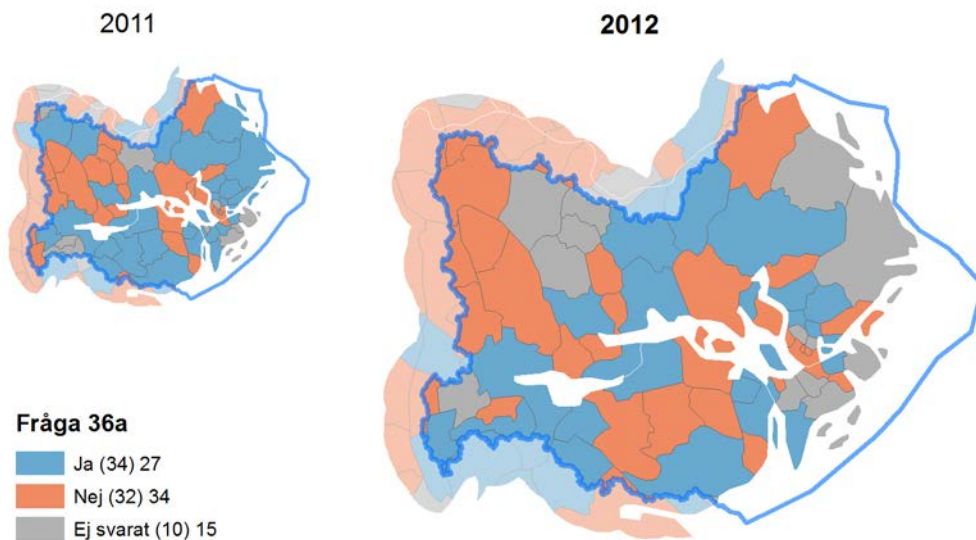 2011
2012
Fråga 36a
Ja (34) 27
Nej (32) 34
Ej svarat (10) 15